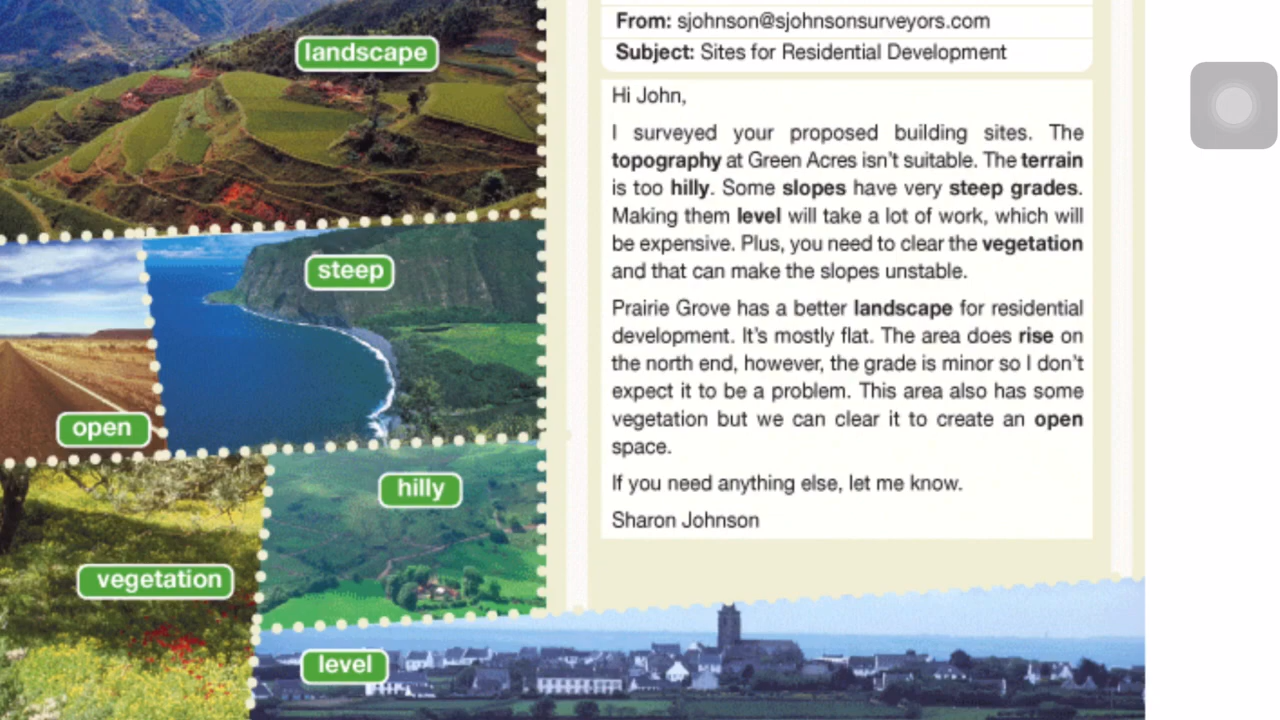 landscape
steep
open
hilly
vegetation
level
From: sjohnson@sjohnsonsurveyors.com
Subject: Sites for Residential Development
Hi John,
I surveyed your proposed building sites. The
topography at Green Acres isn't suitable. The terrain
is too hilly. Some slopes have very steep grades.
Making them level will take a lot of work, which will
be expensive. Plus, you need to clear the vegetation
and that can make the slopes unstable.
Prairie Grove has a better landscape for residential
development. It's mostly flat. The area does rise on
the north end, however, the grade is minor so I don't
expect it to be a problem. This area also has some
vegetation but we can clear it to create an open
space.
If you need anything else, let me know.
Sharon Johnson